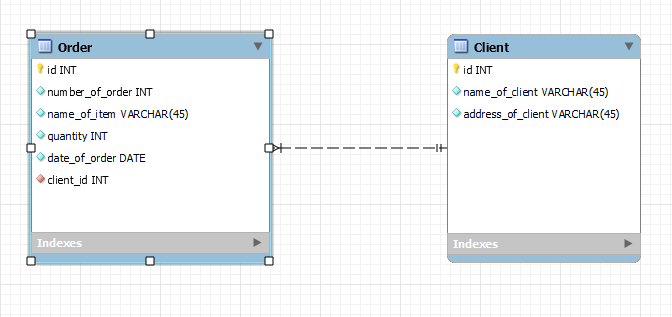 Order
id INT
number_of_order INT
name_of_item VARCHAR(45)
quantity INT
date_of_order DATE
client_id INT
Indexes
Client
id INT
name_of_client VARCHAR(45)
address_of_client VARCHAR(45)
Indexes